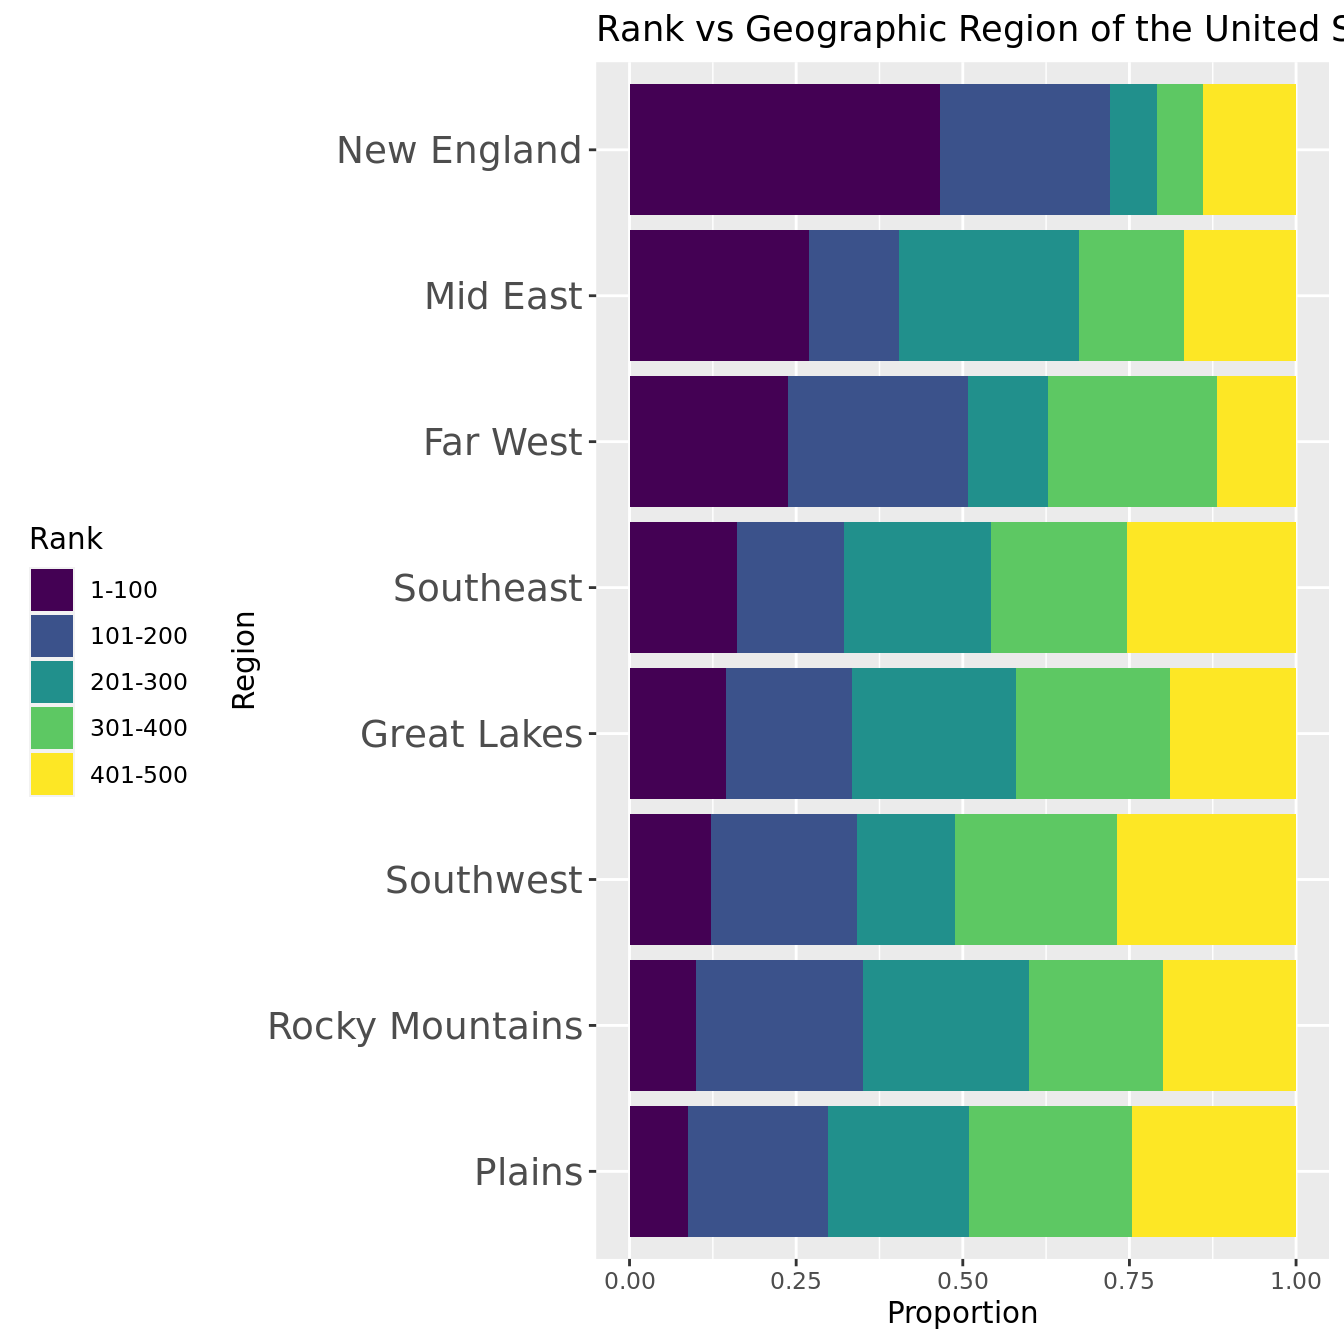 Rank vs Geographic Region of the United S
New England
Mid East
Far West
Southeast
Great Lakes
Southwest
Rocky Mountains
Plains
Rank
1-100
101-200
201-300
301-400
401-500
Region
0.00 0.25 0.50 0.75 1.00
Proportion